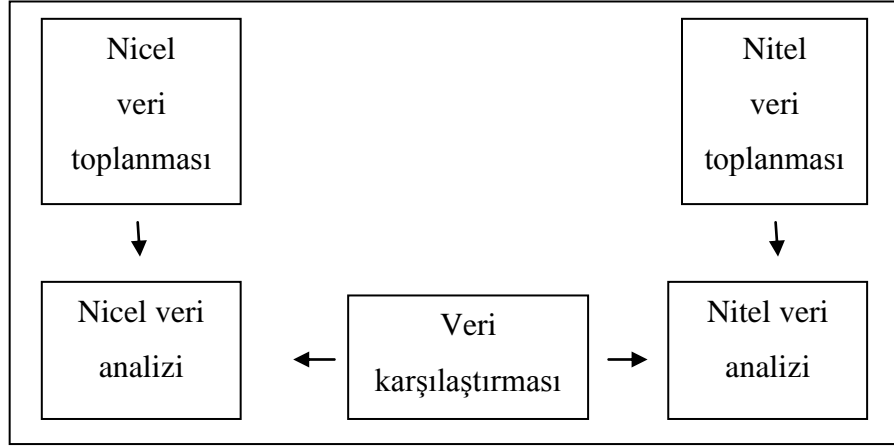 Nicel
veri
toplanması
Nitel
veri
toplanması
Nicel veri
analizi
Veri
karşılaştırması
Nitel veri
analizi